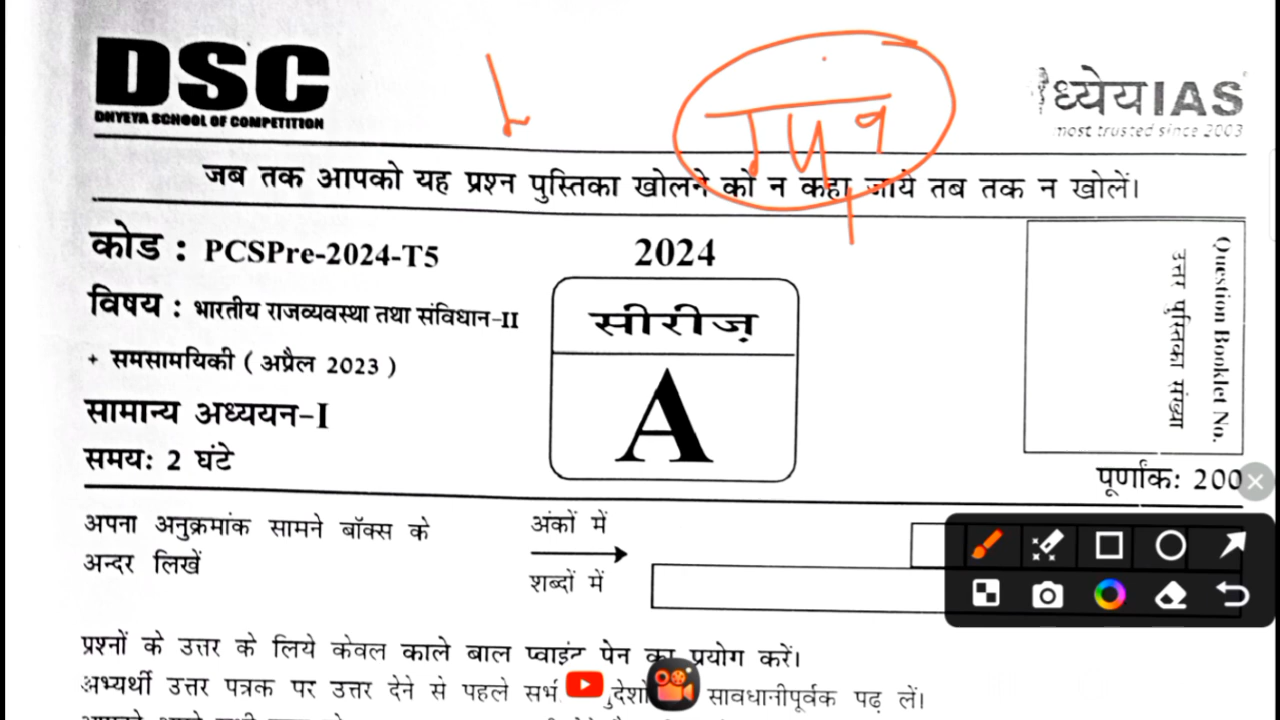 DSC
DHYEYA SCHOOL OF COMPETITION
ध्येयIAS
most trusted since 2003
जब तक आपको यह प्रश्न पुस्तिका खोलने को न कहा जाये तब तक न खोलें।
कोड : PCSPre-2024-T5
2024
विषय : भारतीय राजव्यवस्था तथा संविधान-II
+ समसामयिकी ( अप्रैल 2023 )
सामान्य अध्ययन-I
समय: 2 घंटे
सीरीज़
A
Question Booklet No.
उत्तर पुस्तिका संख्या
पूर्णांक: 200
अपना अनुक्रमांक सामने बॉक्स के
अन्दर लिखें
अंकों में
शब्दों में
प्रश्नों के उत्तर के लिये केवल काले बाल प्वाइंट पेन का प्रयोग करें।
अभ्यर्थी उत्तर पत्रक पर उत्तर देने से पहले सावधानीपूर्वक पढ़ लें।